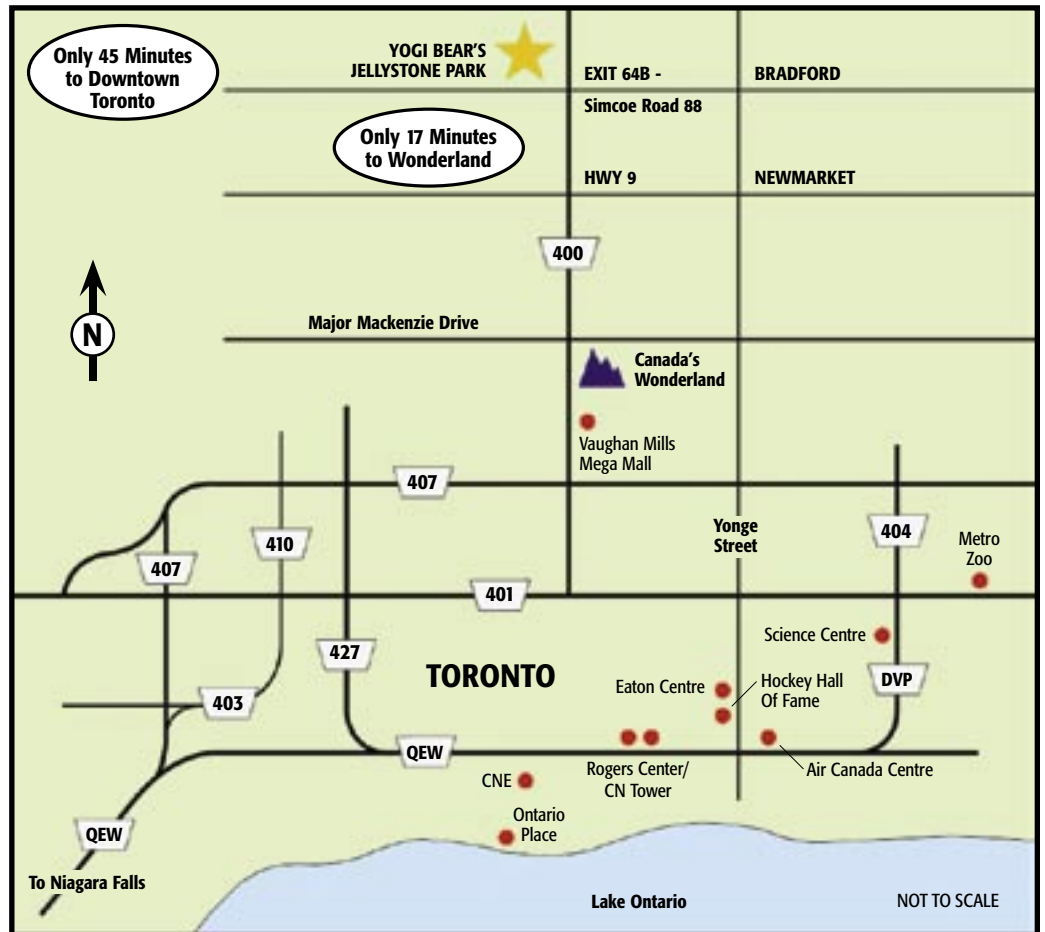 Only 45 Minutes
to Downtown
Toronto
YOGI BEAR'S
JELLYSTONE PARK
EXIT 64B -
BRADFORD
Simcoe Road 88
Only 17 Minutes
to Wonderland
HWY 9
NEWMARKET
400
N
Major Mackenzie Drive
Canada's
Wonderland
Vaughan Mills
Mega Mall
407
410
407
Yonge
Street
404
Metro
Zoo
401
427
TORONTO
Science Centre
Eaton Centre
Hockey Hall
Of Fame
DVP
403
QEW
Rogers Center/
CN Tower
Air Canada Centre
CNE
Ontario
Place
QEW
To Niagara Falls
Lake Ontario
NOT TO SCALE